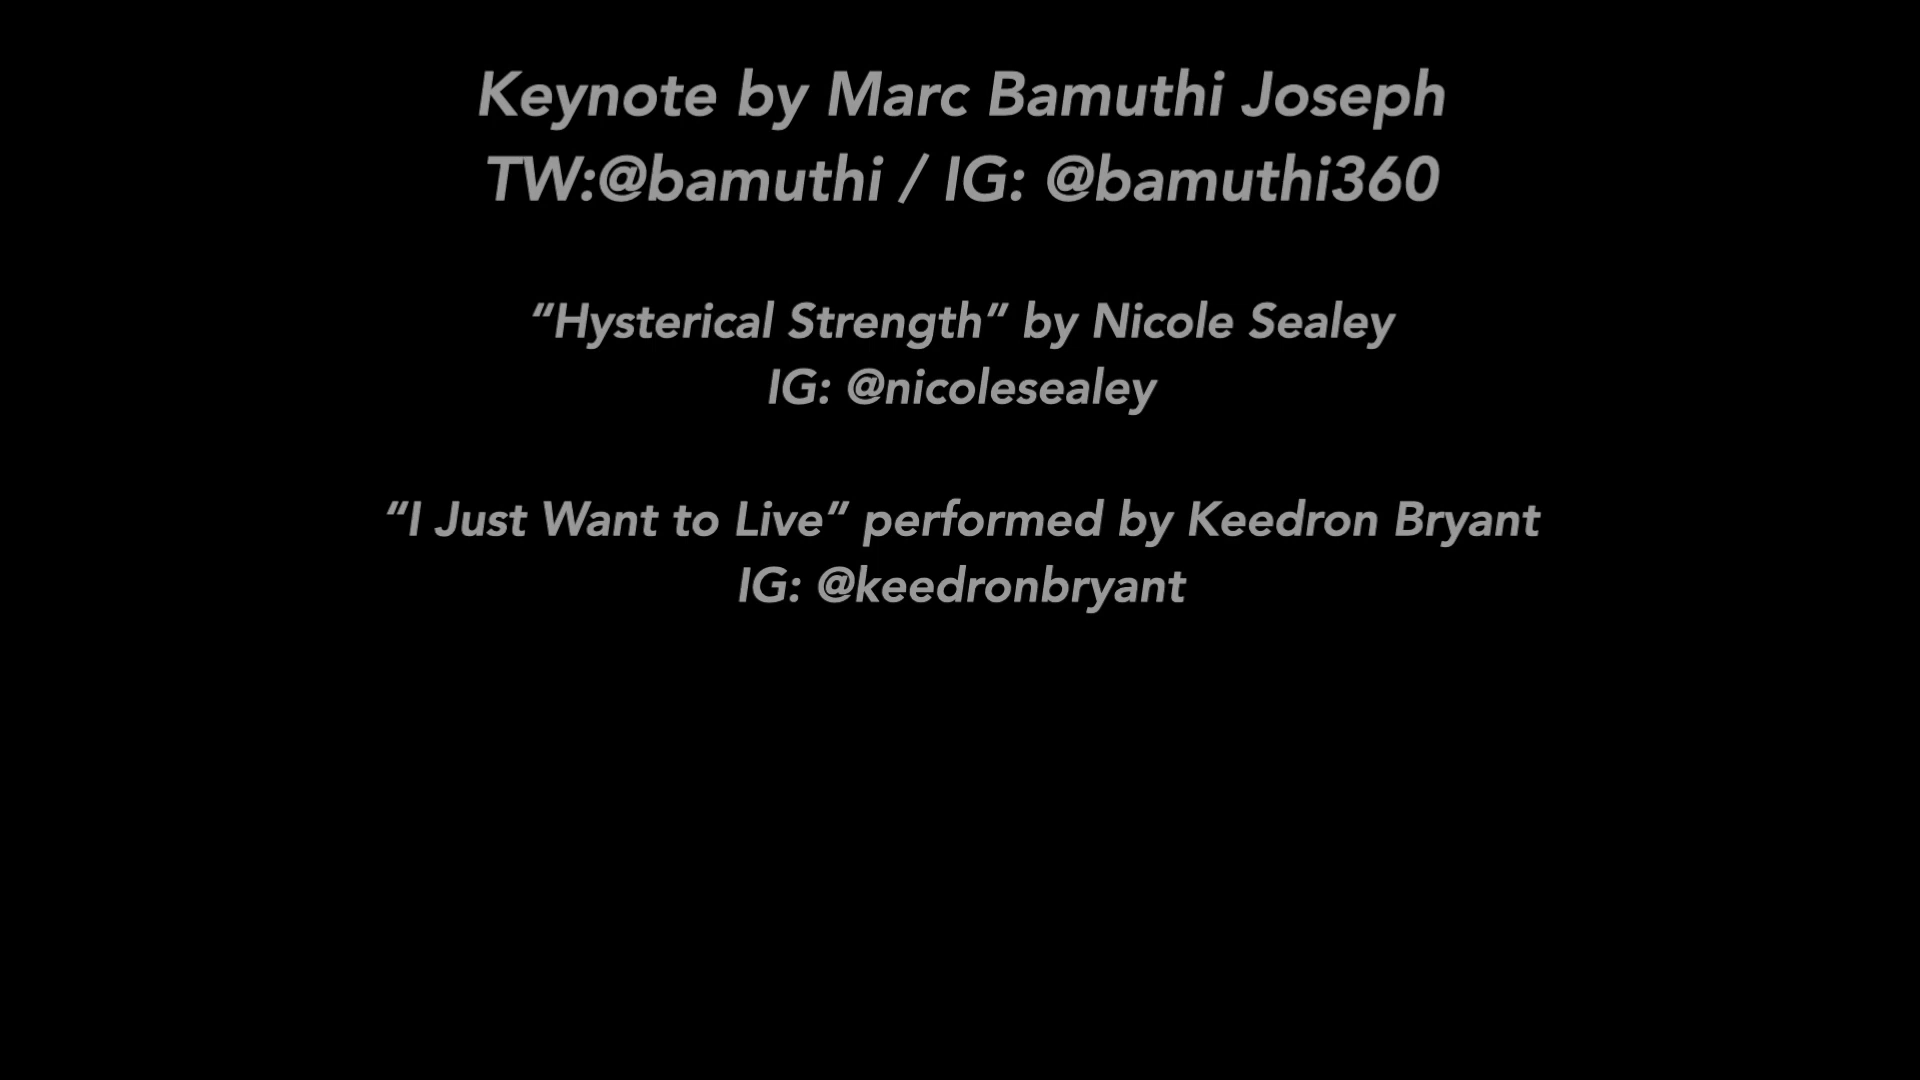 Keynote by Marc Bamuthi Joseph
TW:@bamuthi / IG: @bamuthi360
“Hysterical Strength” by Nicole Sealey
IG: @nicolesealey
“I Just Want to Live” performed by Keedron Bryant
IG: @keedronbryant